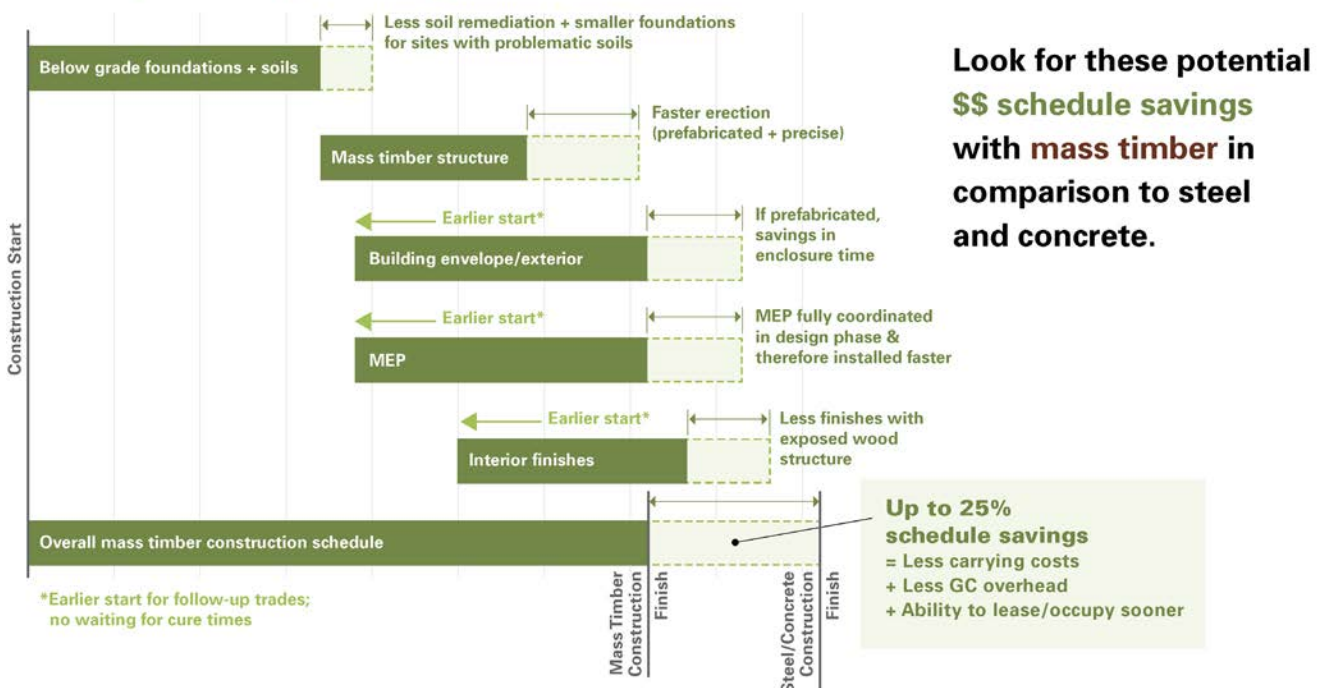 Less soil remediation + smaller foundations
for sites with problematic soils
Below grade foundations + soils
Look for these potential
$$ schedule savings
with mass timber in
comparison to steel
and concrete.
Faster erection
(prefabricated + precise)
Mass timber structure
Construction Start
Earlier start*
If prefabricated,
savings in
enclosure time
Building envelope/exterior
Earlier start*
MEP fully coordinated
in design phase &
therefore installed faster
MEP
Earlier start*
Less finishes with
exposed wood
structure
Interior finishes
Up to 25%
schedule savings
= Less carrying costs
+ Less GC overhead
+ Ability to lease/occupy sooner
Overall mass timber construction schedule
*Earlier start for follow-up trades;
no waiting for cure times
Mass Timber
Construction
Finish
Steel/Concrete
Construction
Finish